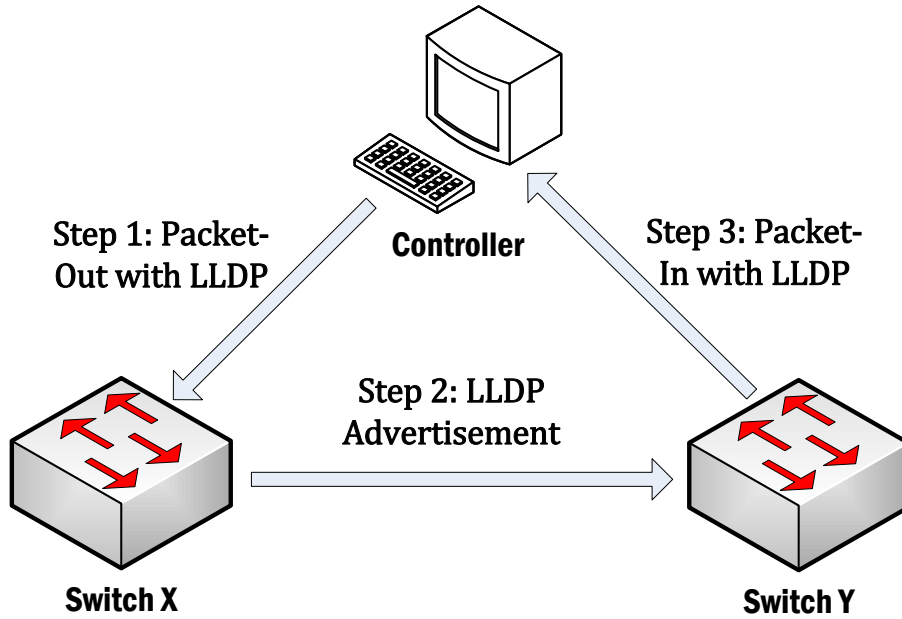 Step 1: Packet-
Out with LLDP
Controller
Step 3: Packet-
In with LLDP
Step 2: LLDP
Advertisement
Switch X
Switch Y